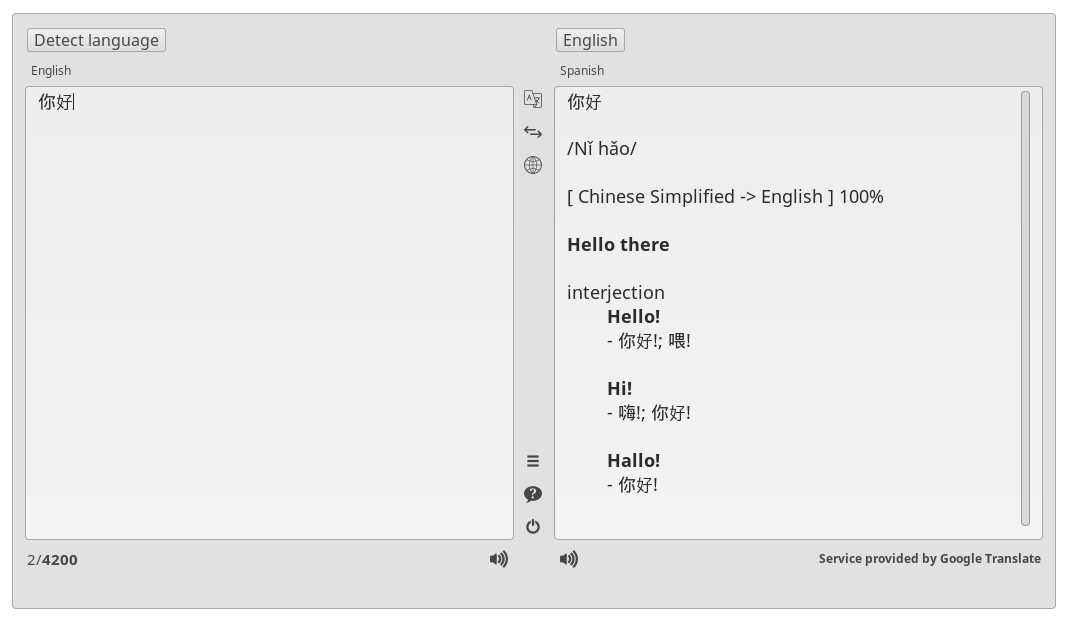 Detect language
English
English
Spanish
你好
你好
/Nǐ hǎo/
[ Chinese Simplified -> English ] 100%
Hello there
interjection
Hello!
- 你好!; 喂!
Hi!
- 嗨!; 你好!
Hallo!
- 你好!
2/4200
Service provided by Google Translate